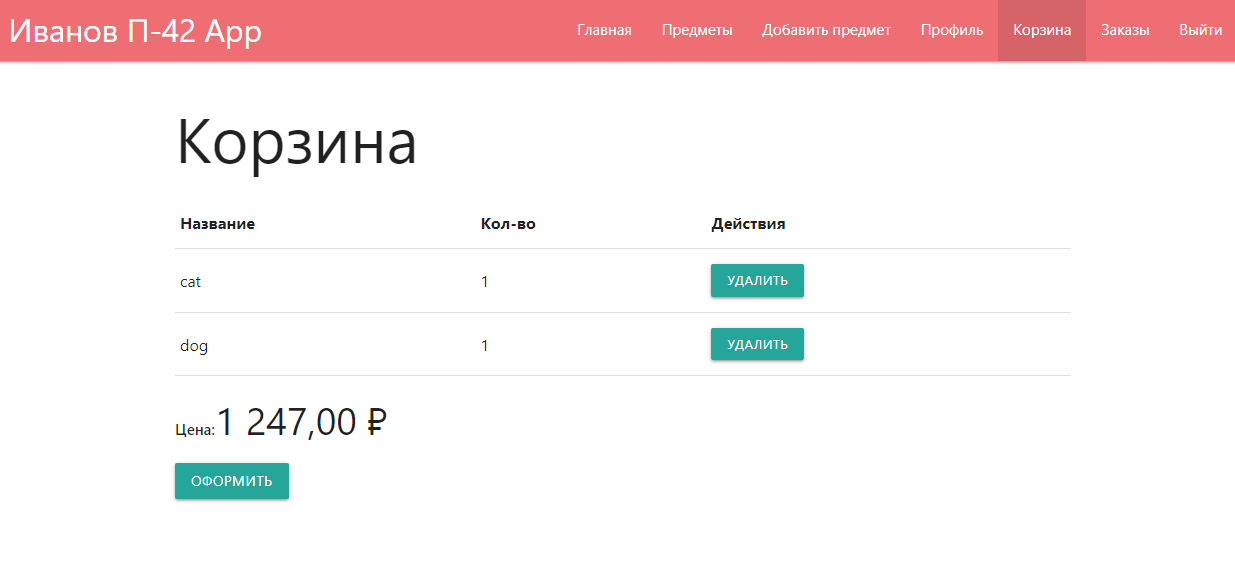 Иванов П-42 App
Главная Предметы Добавить предмет Профиль Корзина Заказы Выйти
Корзина
Название Кол-во Действия
cat 1 УДАЛИТЬ
dog 1 УДАЛИТЬ
Цена:1 247,00 ₽
ОФОРМИТЬ